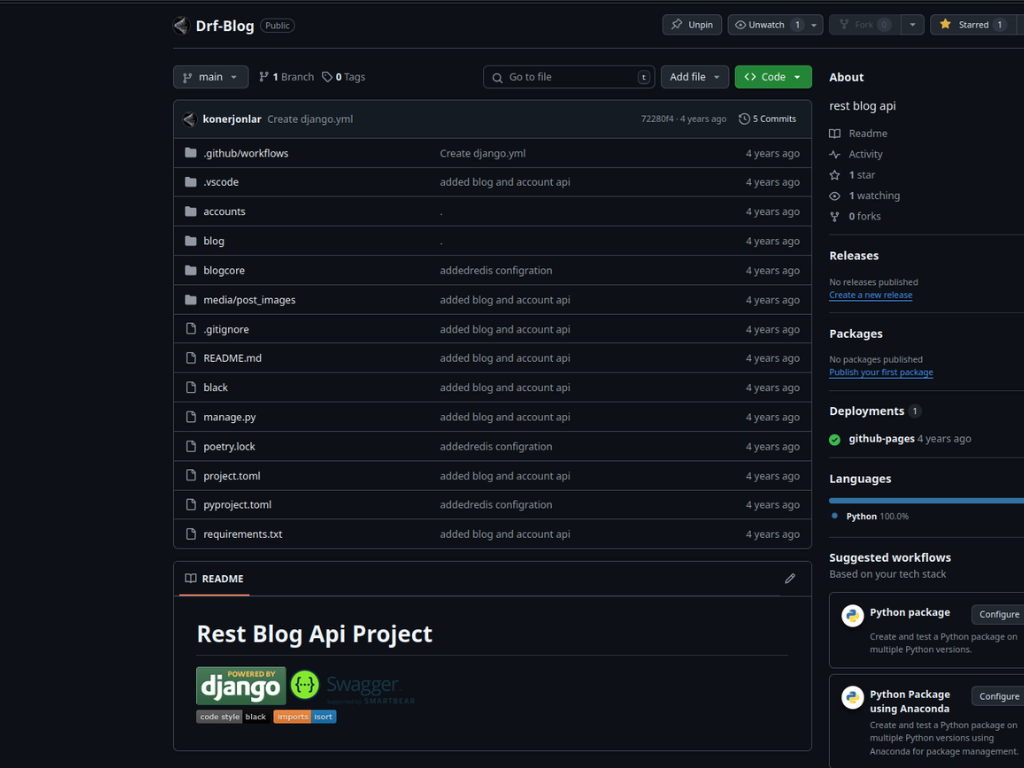 Drf-Blog Public Unpin Unwatch 1 Fork 0 Starred 1
main 1 Branch 0 Tags Go to file t Add file Code
konerjonlar Create django.yml 72280f4 · 4 years ago 5 Commits
.github/workflows Create django.yml 4 years ago
.vscode added blog and account api 4 years ago
accounts . 4 years ago
blog . 4 years ago
blogcore addedredis confirgration 4 years ago
media/post_images added blog and account api 4 years ago
.gitignore added blog and account api 4 years ago
README.md added blog and account api 4 years ago
black added blog and account api 4 years ago
manage.py added blog and account api 4 years ago
poetry.lock addedredis confirgration 4 years ago
project.toml added blog and account api 4 years ago
pyproject.toml addedredis confirgration 4 years ago
requirements.txt added blog and account api 4 years ago
README
Rest Blog Api Project
POWERED BY
django
{···} Swagger.
Supported by SMARTBEAR
code style black imports isort
About
rest blog api
Readme
Activity
1 star
1 watching
0 forks
Releases
No releases published
Create a new release
Packages
No packages published
Publish your first package
Deployments 1
github-pages 4 years ago
Languages
Python 100.0%
Suggested workflows
Based on your tech stack
Python package Configure
Create and test a Python package on
multiple Python versions.
Python Package
using Anaconda
Configure
Create and test a Python package on
multiple Python versions using
Anaconda for package management.